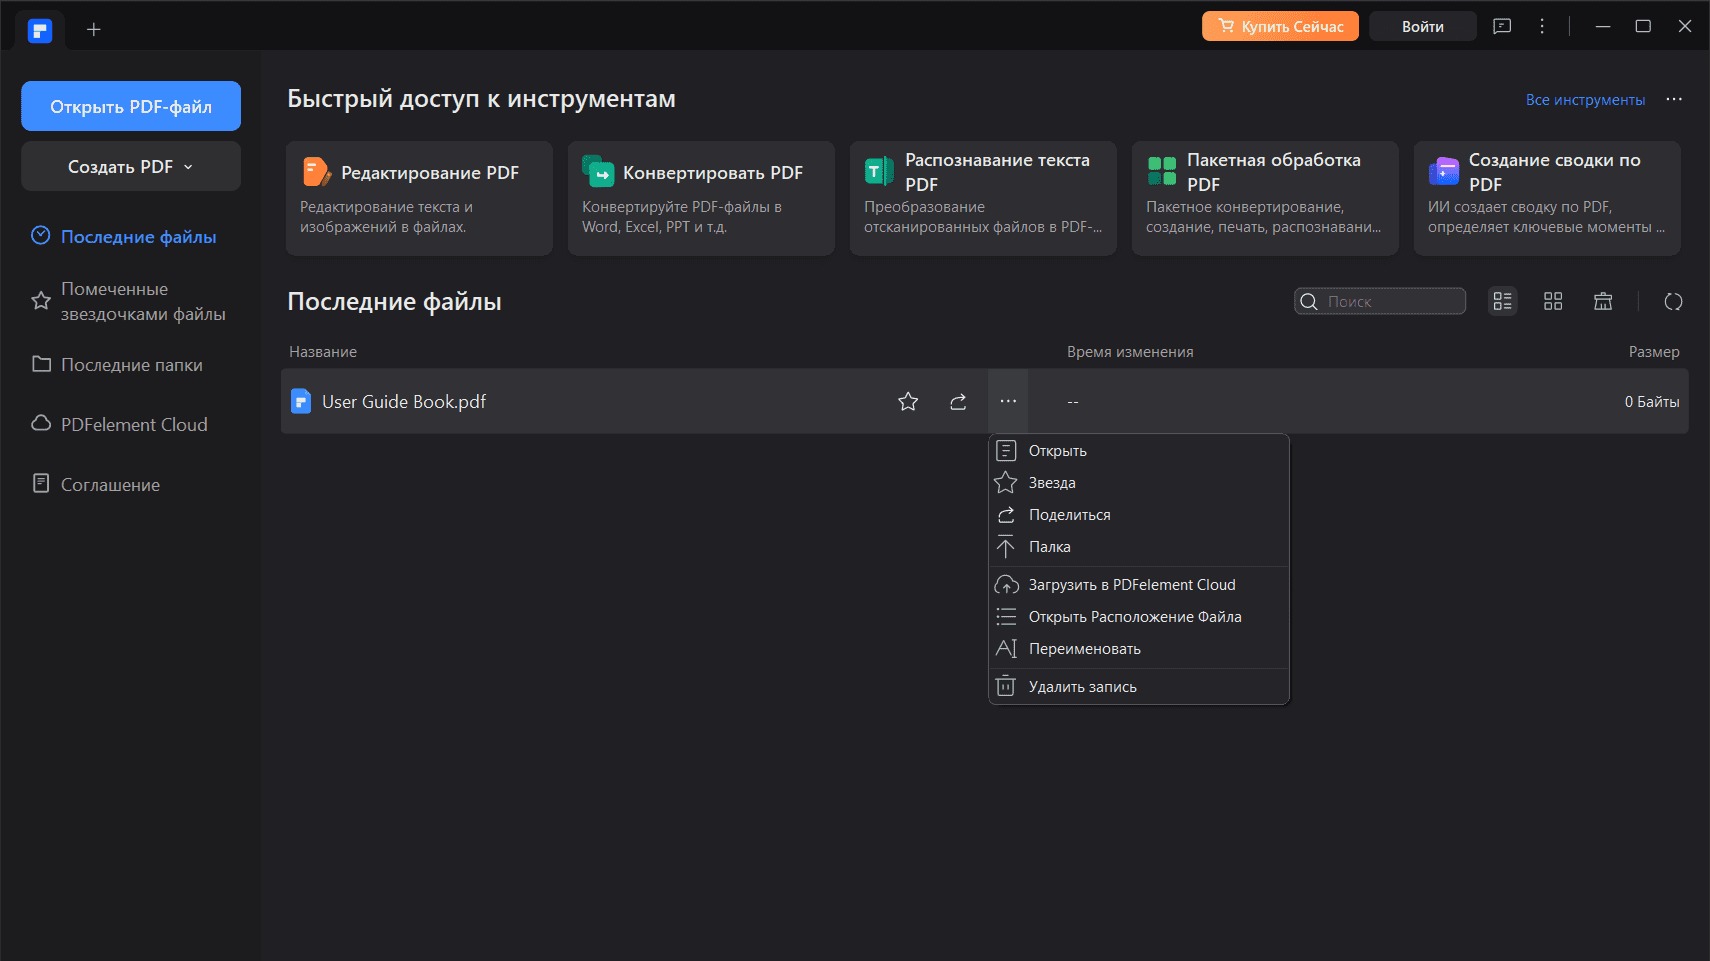 Купить Сейчас
Войти
Открыть PDF-файл
Создать PDF
Последние файлы
Помеченные
звездочками файлы
Последние папки
PDFelement Cloud
Соглашение
Быстрый доступ к инструментам
Все инструменты
Редактирование PDF
Редактирование текста и
изображений в файлах.
Конвертировать PDF
Конвертируйте PDF-файлы в
Word, Excel, PPT и т.д.
Распознавание текста
PDF
Преобразование
отсканированных файлов в PDF-...
Пакетная обработка
PDF
Пакетное конвертирование,
создание, печать, распознавани...
Создание сводки по
PDF
ИИ создает сводку по PDF,
определяет ключевые моменты ...
Последние файлы
Поиск
Название
Время изменения
Размер
User Guide Book.pdf
--
0 Байты
Открыть
Звезда
Поделиться
Палка
Загрузить в PDFelement Cloud
Открыть Расположение Файла
Переименовать
Удалить запись